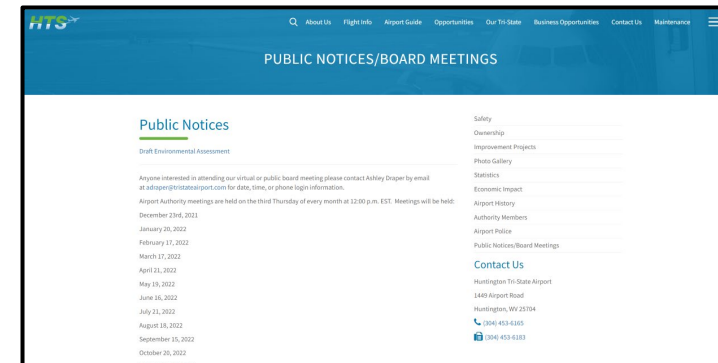 HTS
About Us Flight Info Airport Guide Opportunities Our Tri-State Business Opportunities Contact Us Maintenance
PUBLIC NOTICES/BOARD MEETINGS
Public Notices
Draft Environmental Assessment
Anyone interested in attending our virtual or public board meeting please contact Ashley Draper by email
at adraper@tristateairport.com for date, time, or phone login information.
Airport Authority meetings are held on the third Thursday of every month at 12:00 p.m. EST. Meetings will be held:
December 23rd, 2021
January 20, 2022
February 17, 2022
March 17, 2022
April 21, 2022
May 19, 2022
June 16, 2022
July 21, 2022
August 18, 2022
September 15, 2022
October 20, 2022
Safety
Ownership
Improvement Projects
Photo Gallery
Statistics
Economic Impact
Airport History
Authority Members
Airport Police
Public Notices/Board Meetings
Contact Us
Huntington Tri-State Airport
1449 Airport Road
Huntington, WV 25704
(304) 453-6165
(304) 453-6183